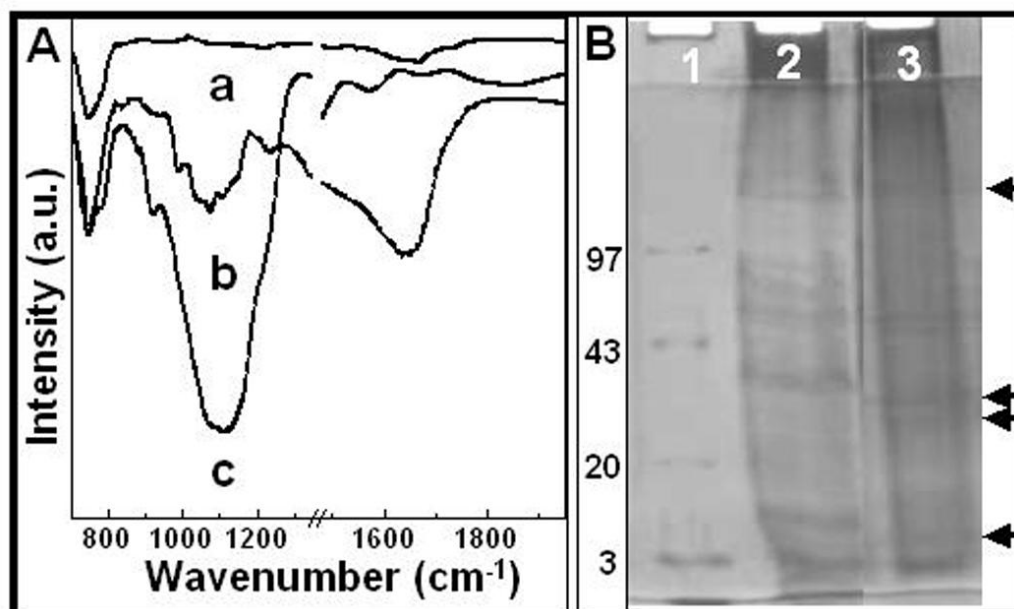 A
a
b
c
Intensity (a.u.)
800 1000 1200 1600 1800
Wavenumber (cm-1)
B
1 2 3
97
43
20
3